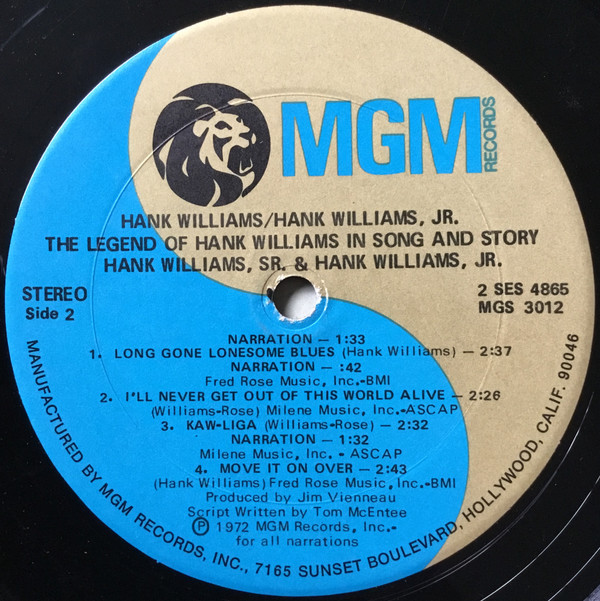 MGM
RECORDS
HANK WILLIAMS/HANK WILLIAMS, JR.
THE LEGEND OF HANK WILLIAMS IN SONG AND STORY
HANK WILLIAMS, SR. & HANK WILLIAMS, JR.
STEREO
Side 2
2 SES 4865
MGS 3012
NARRATION — 1:33
1. LONG GONE LONESOME BLUES (Hank Williams) — 2:37
NARRATION — :42
Fred Rose Music, Inc.-BMI
2. I'LL NEVER GET OUT OF THIS WORLD ALIVE — 2:26
(Williams-Rose) Milene Music, Inc.-ASCAP
3. KAW-LIGA (Williams-Rose) — 2:32
NARRATION — 1:32
Milene Music, Inc. - ASCAP
4. MOVE IT ON OVER — 2:43
(Hank Williams) Fred Rose Music, Inc.-BMI
Produced by Jim Vienneau
Script Written by Tom McEntee
Ⓟ 1972 MGM Records, Inc.-
for all narrations
MANUFACTURED BY MGM RECORDS, INC., 7165 SUNSET BOULEVARD, HOLLYWOOD, CALIF. 90046